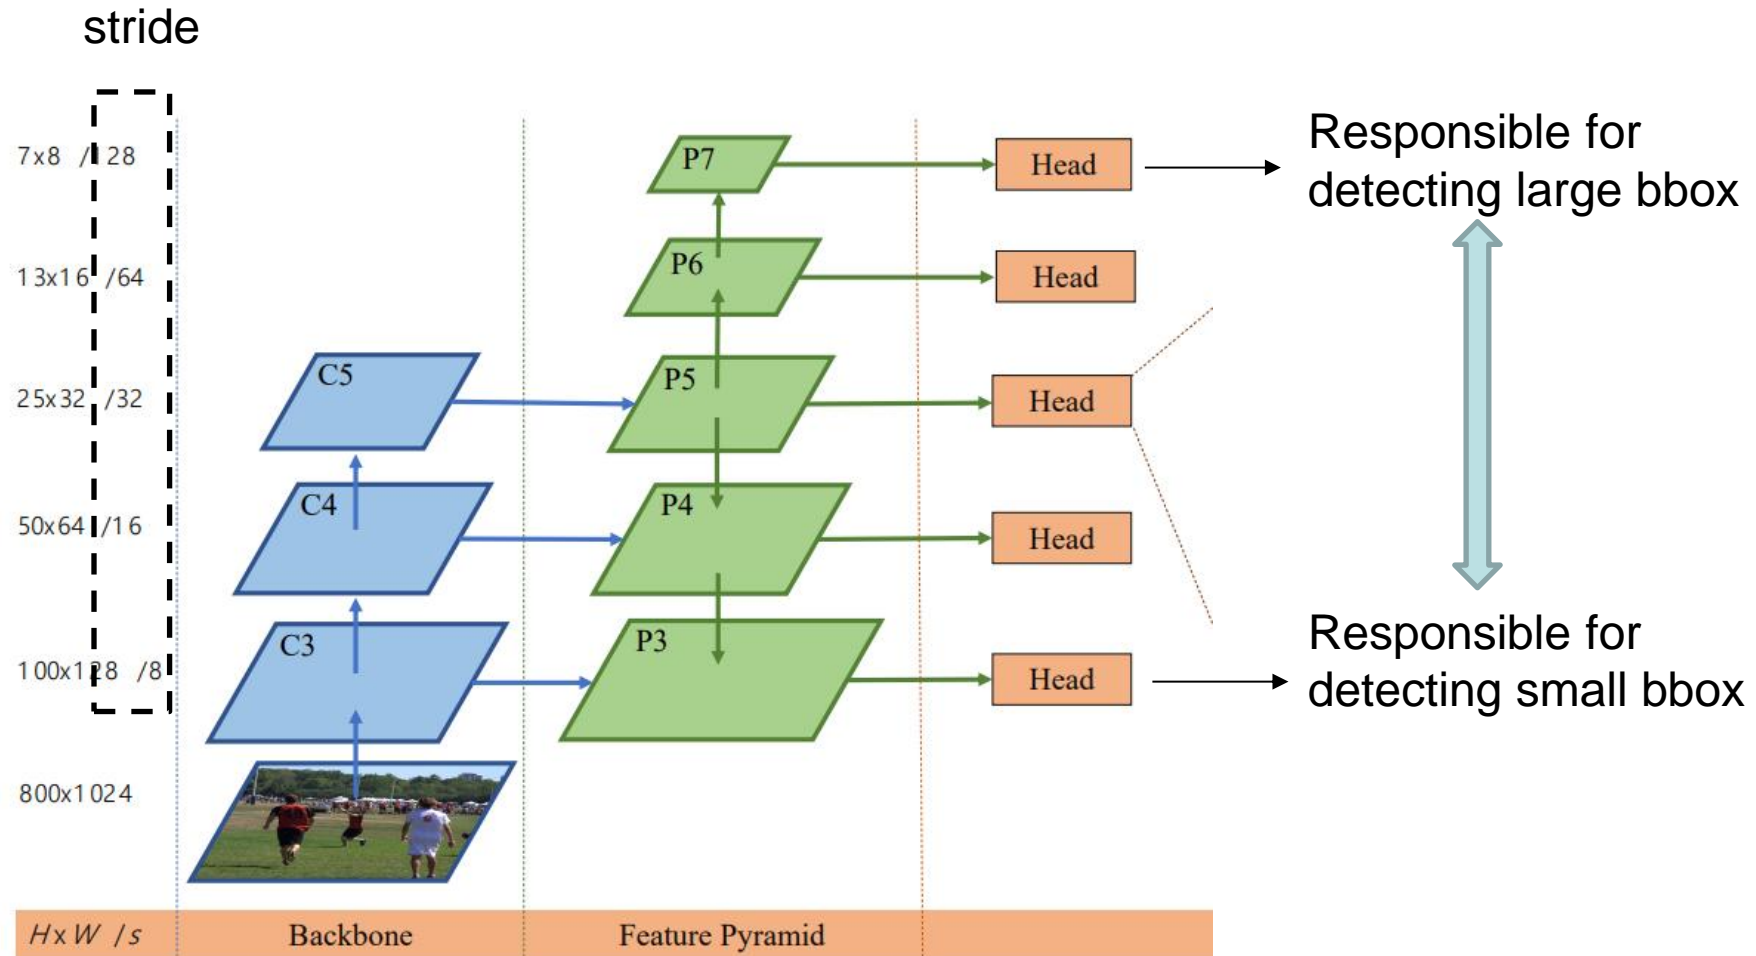 stride
7x8 /128
P7
Head
Responsible for
detecting large bbox
13x16 /64
P6
Head
25x32 /32
C5
P5
Head
50x64 /16
C4
P4
Head
100x128 /8
C3
P3
Head
Responsible for
detecting small bbox
800x1024
HxW /s
Backbone
Feature Pyramid